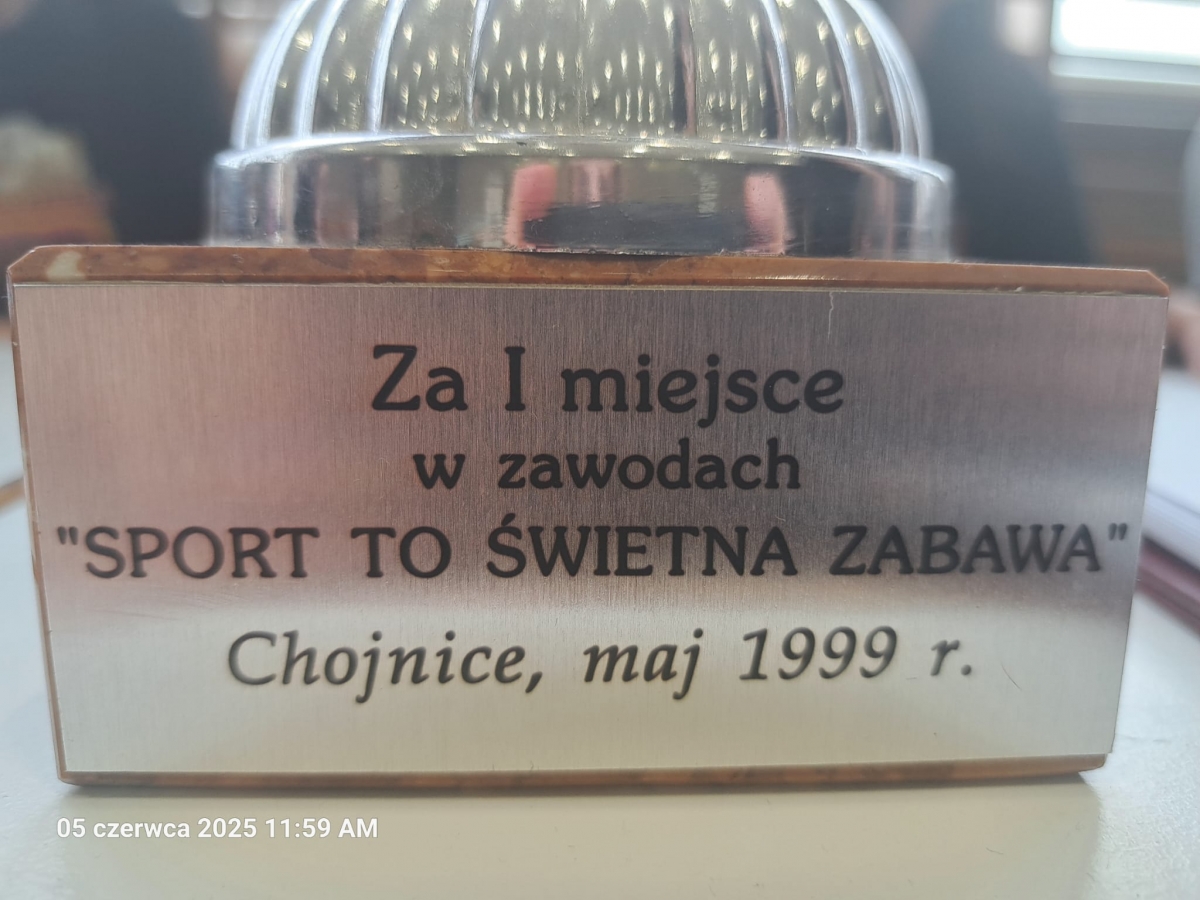 Za I miejsce
w zawodach
"SPORT TO ŚWIETNA ZABAWA"
Chojnice, maj 1999 r.
05 czerwca 2025 11:59 AM